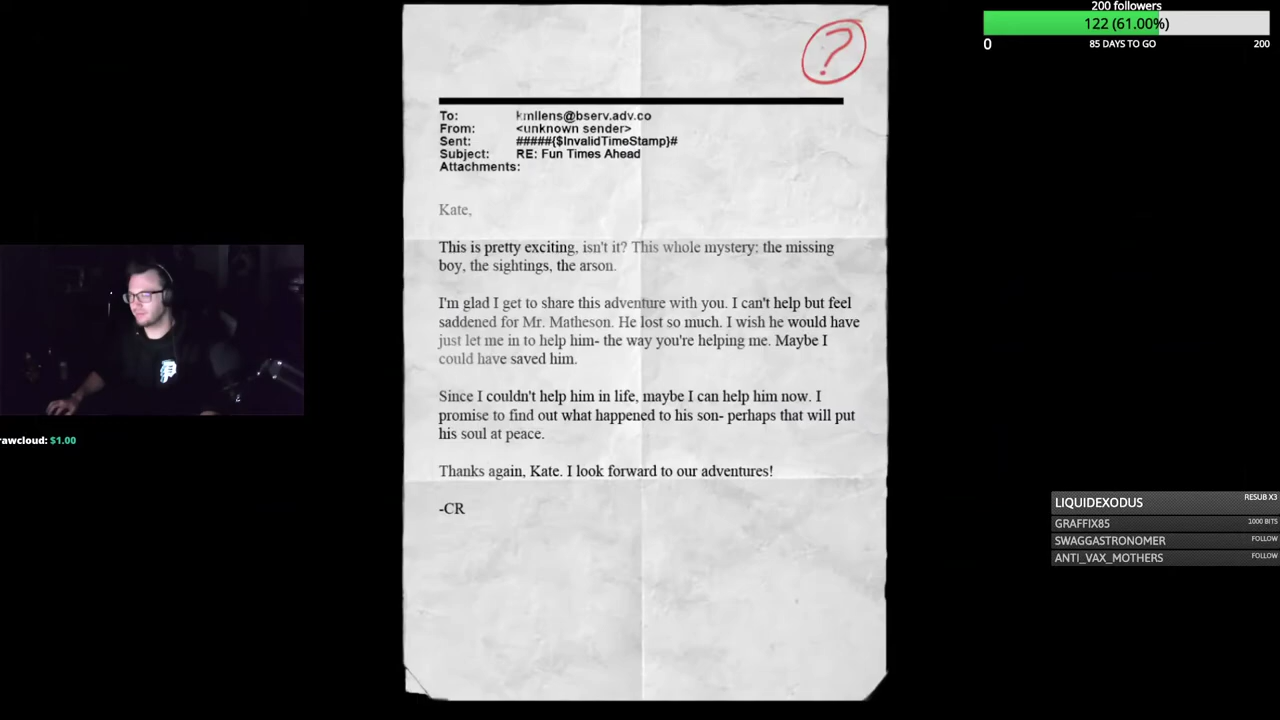 200 followers
122 (61.00%)
0
85 DAYS TO GO
200
?
To: kmllens@bserv.adv.co
From: <unknown sender>
Sent: #####{$InvalidTimeStamp}#
Subject: RE: Fun Times Ahead
Attachments:
Kate,
This is pretty exciting, isn't it? This whole mystery: the missing
boy, the sightings, the arson.
I'm glad I get to share this adventure with you. I can't help but feel
saddened for Mr. Matheson. He lost so much. I wish he would have
just let me in to help him- the way you're helping me. Maybe I
could have saved him.
Since I couldn't help him in life, maybe I can help him now. I
promise to find out what happened to his son- perhaps that will put
his soul at peace.
Thanks again, Kate. I look forward to our adventures!
-CR
rawcloud: $1.00
LIQUIDEXODUS RESUB X3
GRAFFIX85 1000 BITS
SWAGGASTRONOMER FOLLOW
ANTI_VAX_MOTHERS FOLLOW